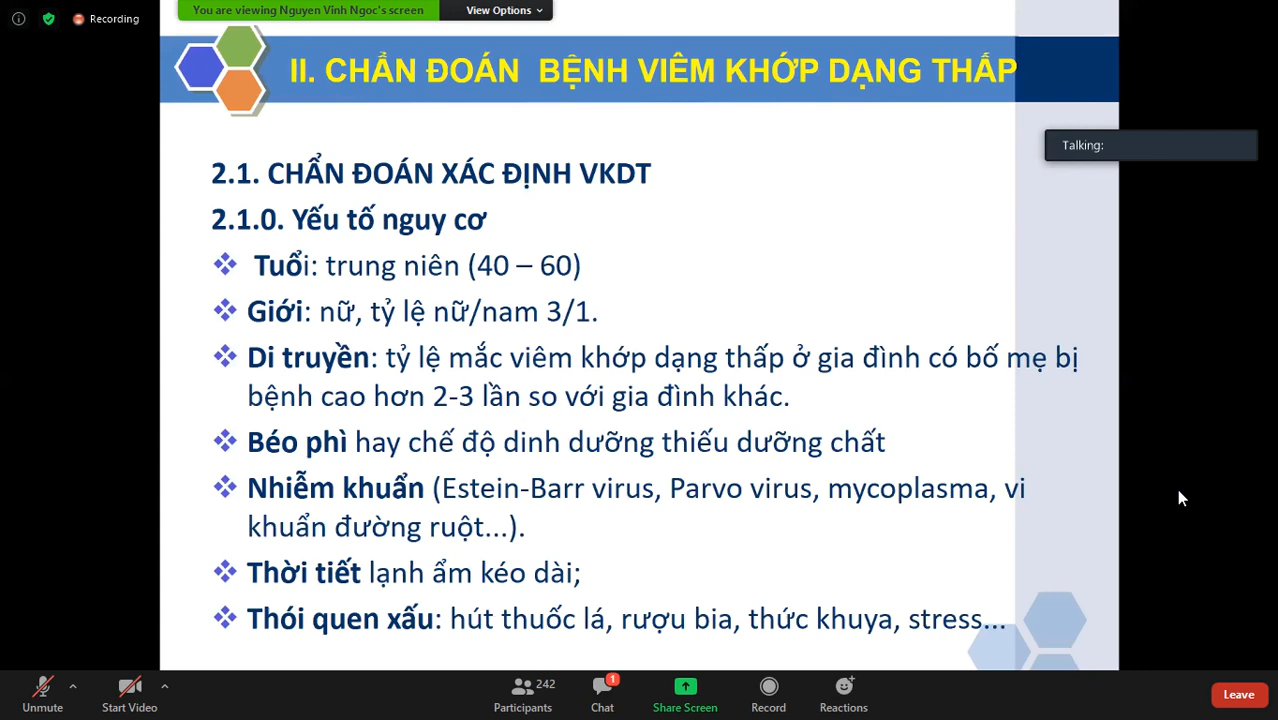 You are viewing Nguyen Vinh Ngoc's screen
View Options
Recording
II. CHẨN ĐOÁN BỆNH VIÊM KHỚP DẠNG THẤP
Talking:
2.1. CHẨN ĐOÁN XÁC ĐỊNH VKDT
2.1.0. Yếu tố nguy cơ
Tuổi: trung niên (40 – 60)
Giới: nữ, tỷ lệ nữ/nam 3/1.
Di truyền: tỷ lệ mắc viêm khớp dạng thấp ở gia đình có bố mẹ bị
bệnh cao hơn 2-3 lần so với gia đình khác.
Béo phì hay chế độ dinh dưỡng thiếu dưỡng chất
Nhiễm khuẩn (Estein-Barr virus, Parvo virus, mycoplasma, vi
khuẩn đường ruột...).
Thời tiết lạnh ẩm kéo dài;
Thói quen xấu: hút thuốc lá, rượu bia, thức khuya, stress...
242
1
Unmute
Start Video
Participants
Chat
Share Screen
Record
Reactions
Leave